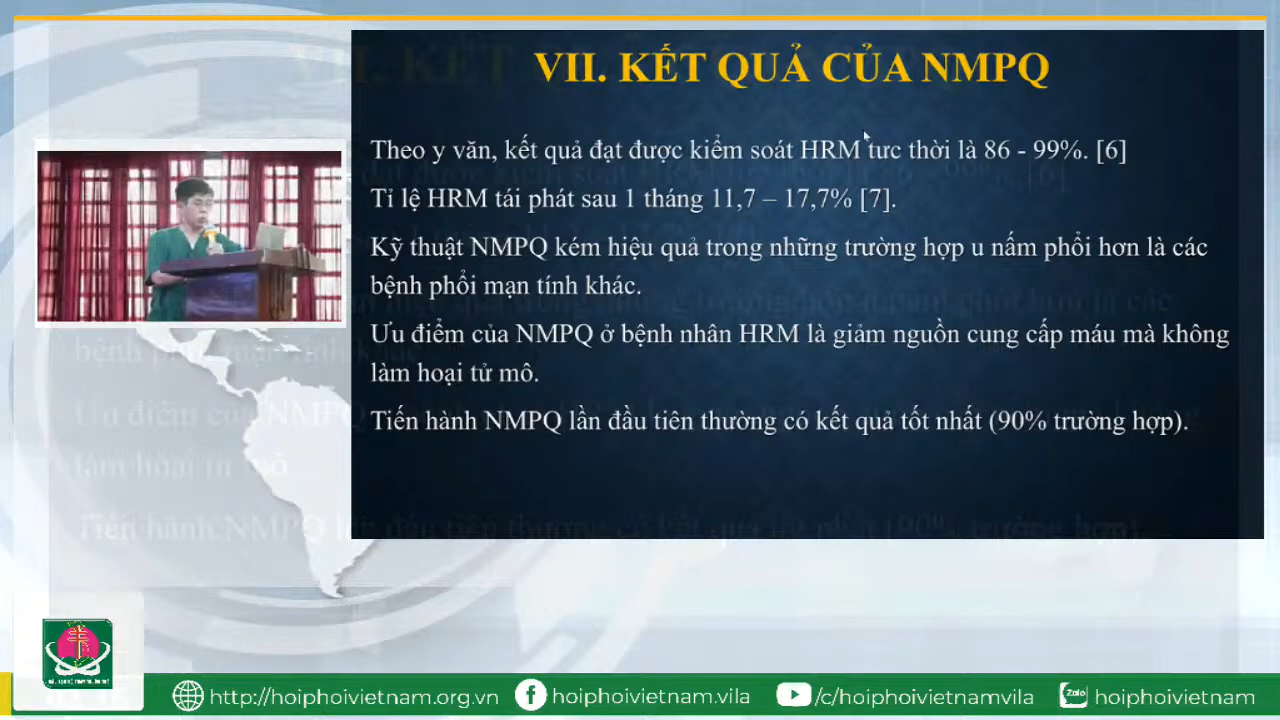 VII. KẾT QUẢ CỦA NMPQ
Theo y văn, kết quả đạt được kiểm soát HRM tưc thời là 86 - 99%. [6]
Tỉ lệ HRM tái phát sau 1 tháng 11,7 – 17,7% [7].
Kỹ thuật NMPQ kém hiệu quả trong những trường hợp u nấm phổi hơn là các
bệnh phổi mạn tính khác.
Ưu điểm của NMPQ ở bệnh nhân HRM là giảm nguồn cung cấp máu mà không
làm hoại tử mô.
Tiến hành NMPQ lần đầu tiên thường có kết quả tốt nhất (90% trường hợp).
http://hoiphoivietnam.org.vn
hoiphoivietnam.vila
/c/hoiphoivietnamvila
Zalo
hoiphoivietnam